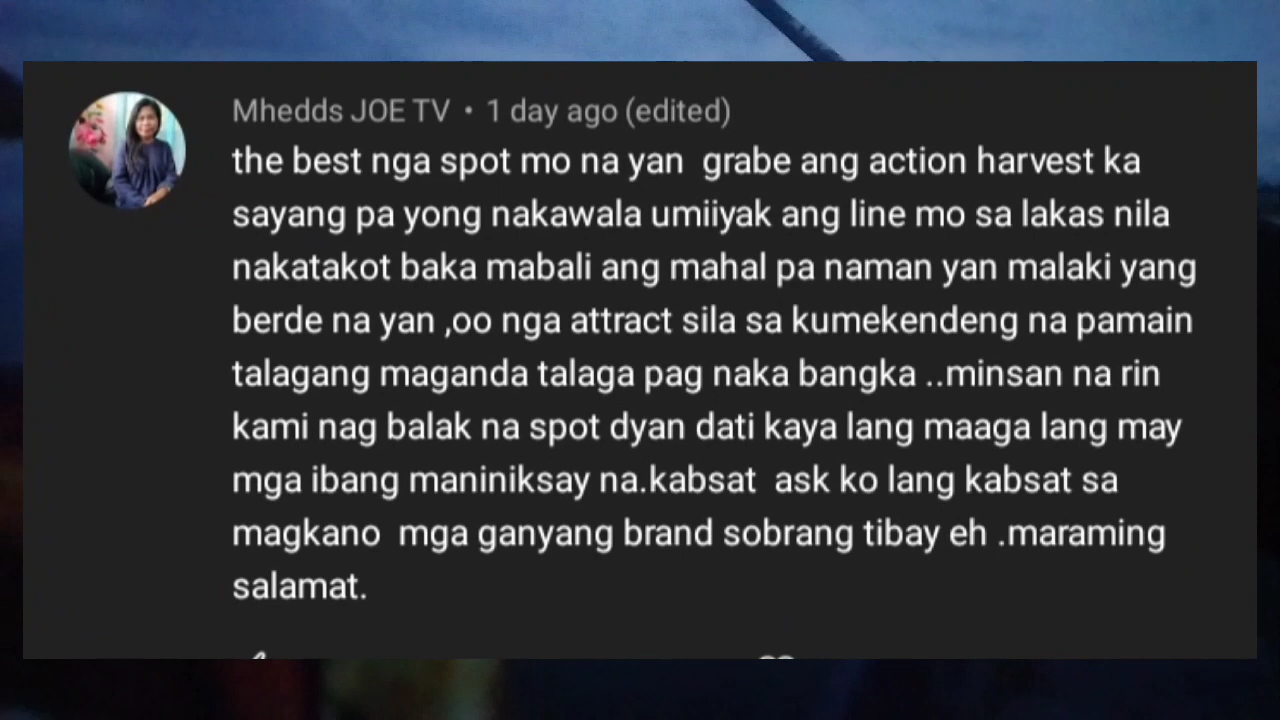 Mhedds JOE TV • 1 day ago (edited)
the best nga spot mo na yan  grabe ang action harvest ka
sayang pa yong nakawala umiiyak ang line mo sa lakas nila
nakatakot baka mabali ang mahal pa naman yan malaki yang
berde na yan ,oo nga attract sila sa kumekendeng na pamain
talagang maganda talaga pag naka bangka ..minsan na rin
kami nag balak na spot dyan dati kaya lang maaga lang may
mga ibang maniniksay na.kabsat  ask ko lang kabsat sa
magkano  mga ganyang brand sobrang tibay eh .maraming
salamat.